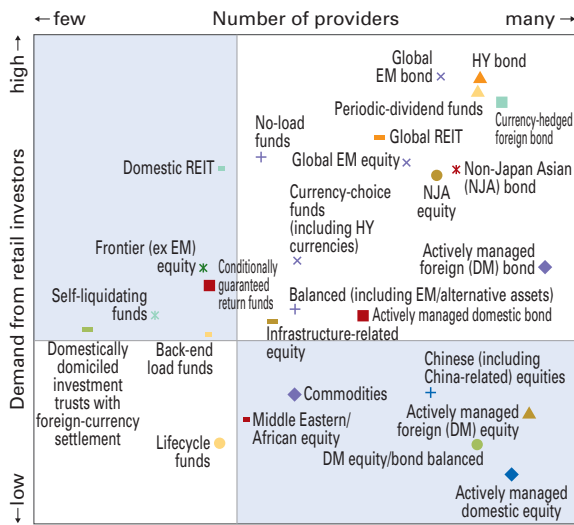 few
Number of providers
many
high
Demand from retail investors
low
Global
EM bond
HY bond
Periodic-dividend funds
Currency-hedged
foreign bond
No-load
funds
Global REIT
Domestic REIT
Global EM equity
Non-Japan Asian
(NJA) bond
NJA
equity
Currency-choice
funds
(including HY
currencies)
Frontier (ex EM)
equity
Conditionally
guaranteed
return funds
Actively managed
foreign (DM) bond
Self-liquidating
funds
Balanced (including EM/alternative assets)
Actively managed domestic bond
Infrastructure-related
equity
Domestically
domiciled
investment
trusts with
foreign-currency
settlement
Back-end
load funds
Chinese (including
China-related) equities
Commodities
Middle Eastern/
African equity
Actively managed
foreign (DM) equity
Lifecycle
funds
DM equity/bond balanced
Actively managed
domestic equity